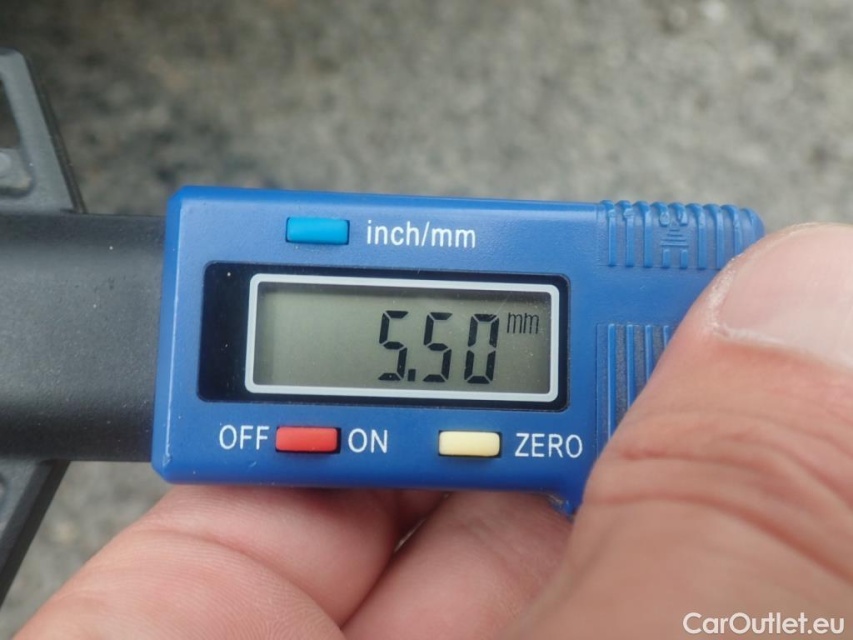 inch/mm
5.50 mm
OFF ON ZERO
CarOutlet.eu